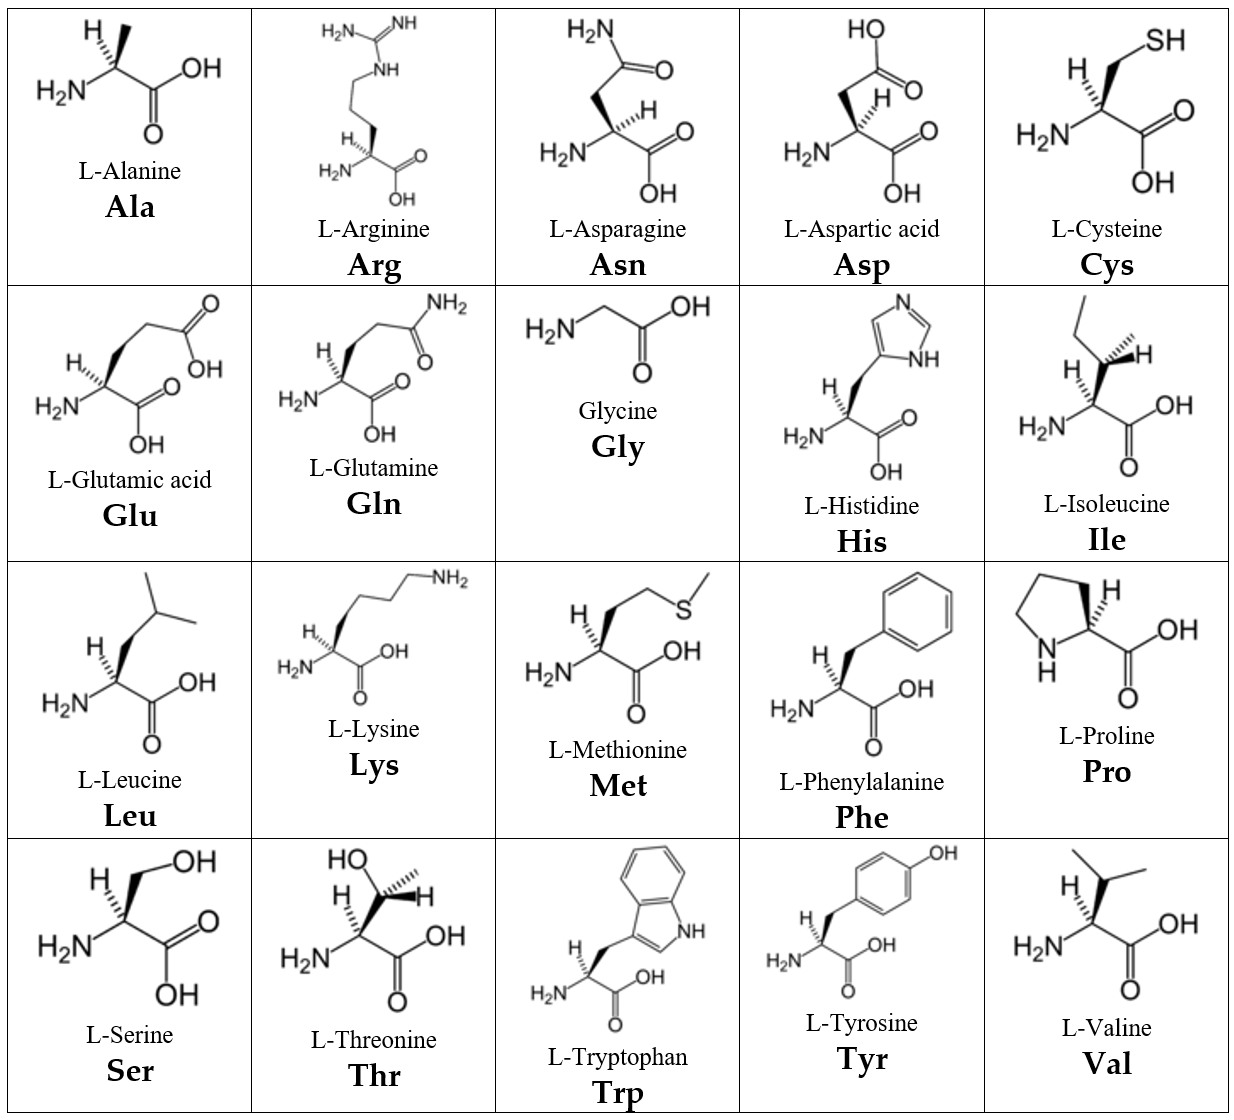 H
H₂N
OH
O
L-Alanine
Ala
H₂N
NH
NH
H
H₂N
O
OH
L-Arginine
Arg
H₂N
O
H
H₂N
O
OH
L-Asparagine
Asn
HO
O
H
H₂N
O
OH
L-Aspartic acid
Asp
SH
H
H₂N
O
OH
L-Cysteine
Cys
O
OH
H
O
H₂N
OH
L-Glutamic acid
Glu
NH₂
H
O
O
H₂N
OH
L-Glutamine
Gln
OH
H₂N
O
Glycine
Gly
N
NH
H
O
H₂N
OH
L-Histidine
His
H
H
OH
H₂N
O
L-Isoleucine
Ile
H
OH
H₂N
O
L-Leucine
Leu
NH₂
H
OH
H₂N
O
L-Lysine
Lys
S
H
OH
H₂N
O
L-Methionine
Met
H
OH
H₂N
O
L-Phenylalanine
Phe
H
OH
N
H
O
L-Proline
Pro
OH
H
O
H₂N
OH
L-Serine
Ser
HO
H
H
OH
H₂N
O
L-Threonine
Thr
NH
H
OH
H₂N
O
L-Tryptophan
Trp
OH
H
OH
H₂N
O
L-Tyrosine
Tyr
H
OH
H₂N
O
L-Valine
Val